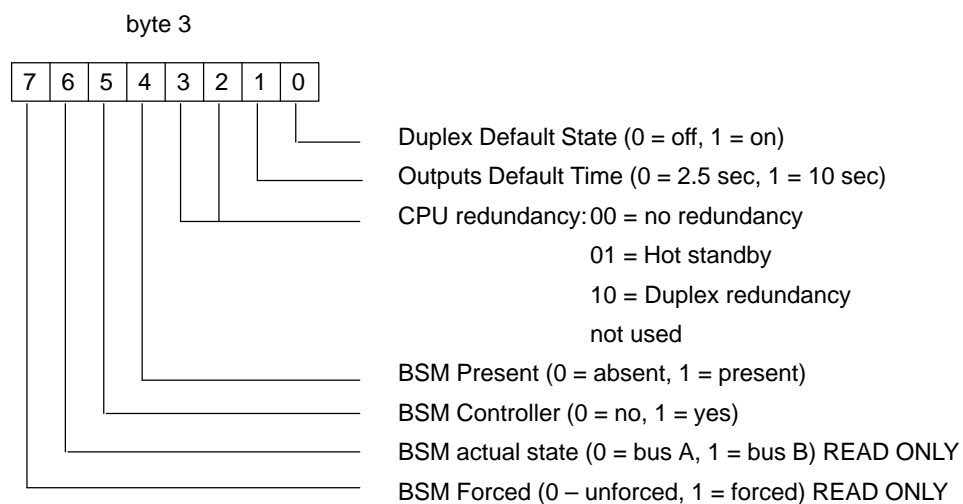 byte 3
7 6 5 4 3 2 1 0
Duplex Default State (0 = off, 1 = on)
Outputs Default Time (0 = 2.5 sec, 1 = 10 sec)
CPU redundancy: 00 = no redundancy
01 = Hot standby
10 = Duplex redundancy
not used
BSM Present (0 = absent, 1 = present)
BSM Controller (0 = no, 1 = yes)
BSM actual state (0 = bus A, 1 = bus B) READ ONLY
BSM Forced (0 – unforced, 1 = forced) READ ONLY